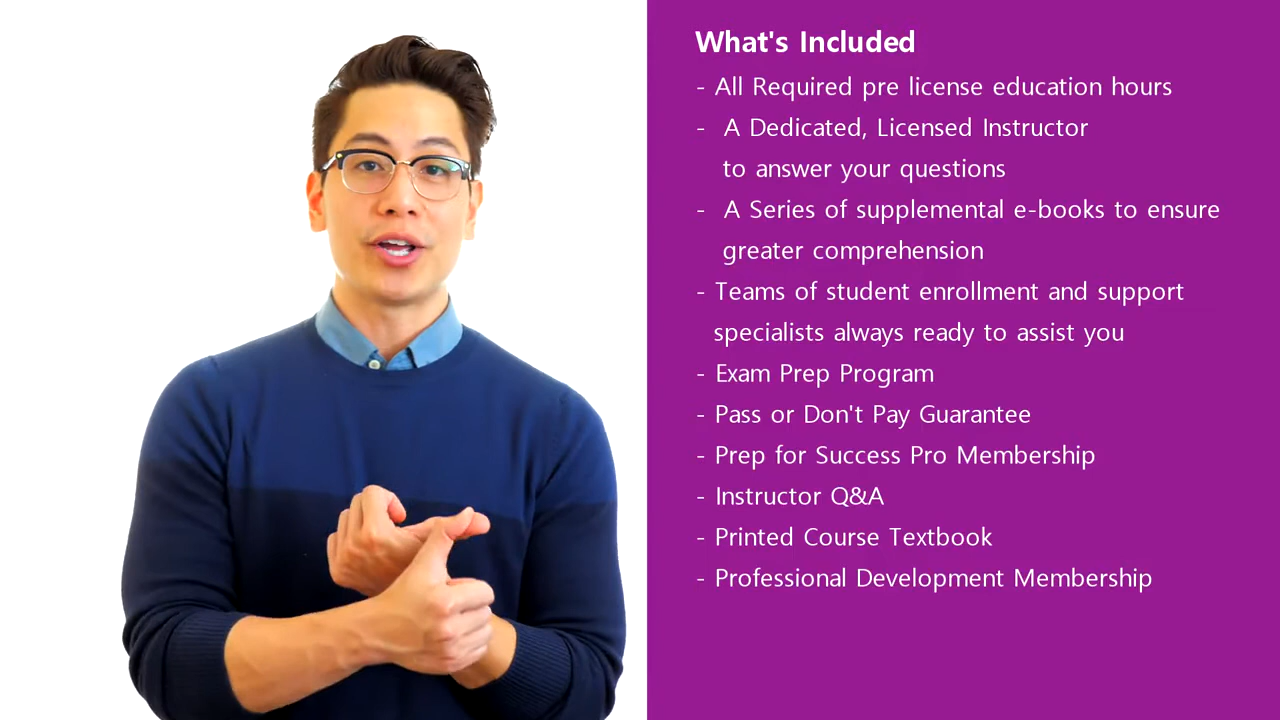 What's Included
- All Required pre license education hours
- A Dedicated, Licensed Instructor
to answer your questions
- A Series of supplemental e-books to ensure
greater comprehension
- Teams of student enrollment and support
specialists always ready to assist you
- Exam Prep Program
- Pass or Don't Pay Guarantee
- Prep for Success Pro Membership
- Instructor Q&A
- Printed Course Textbook
- Professional Development Membership